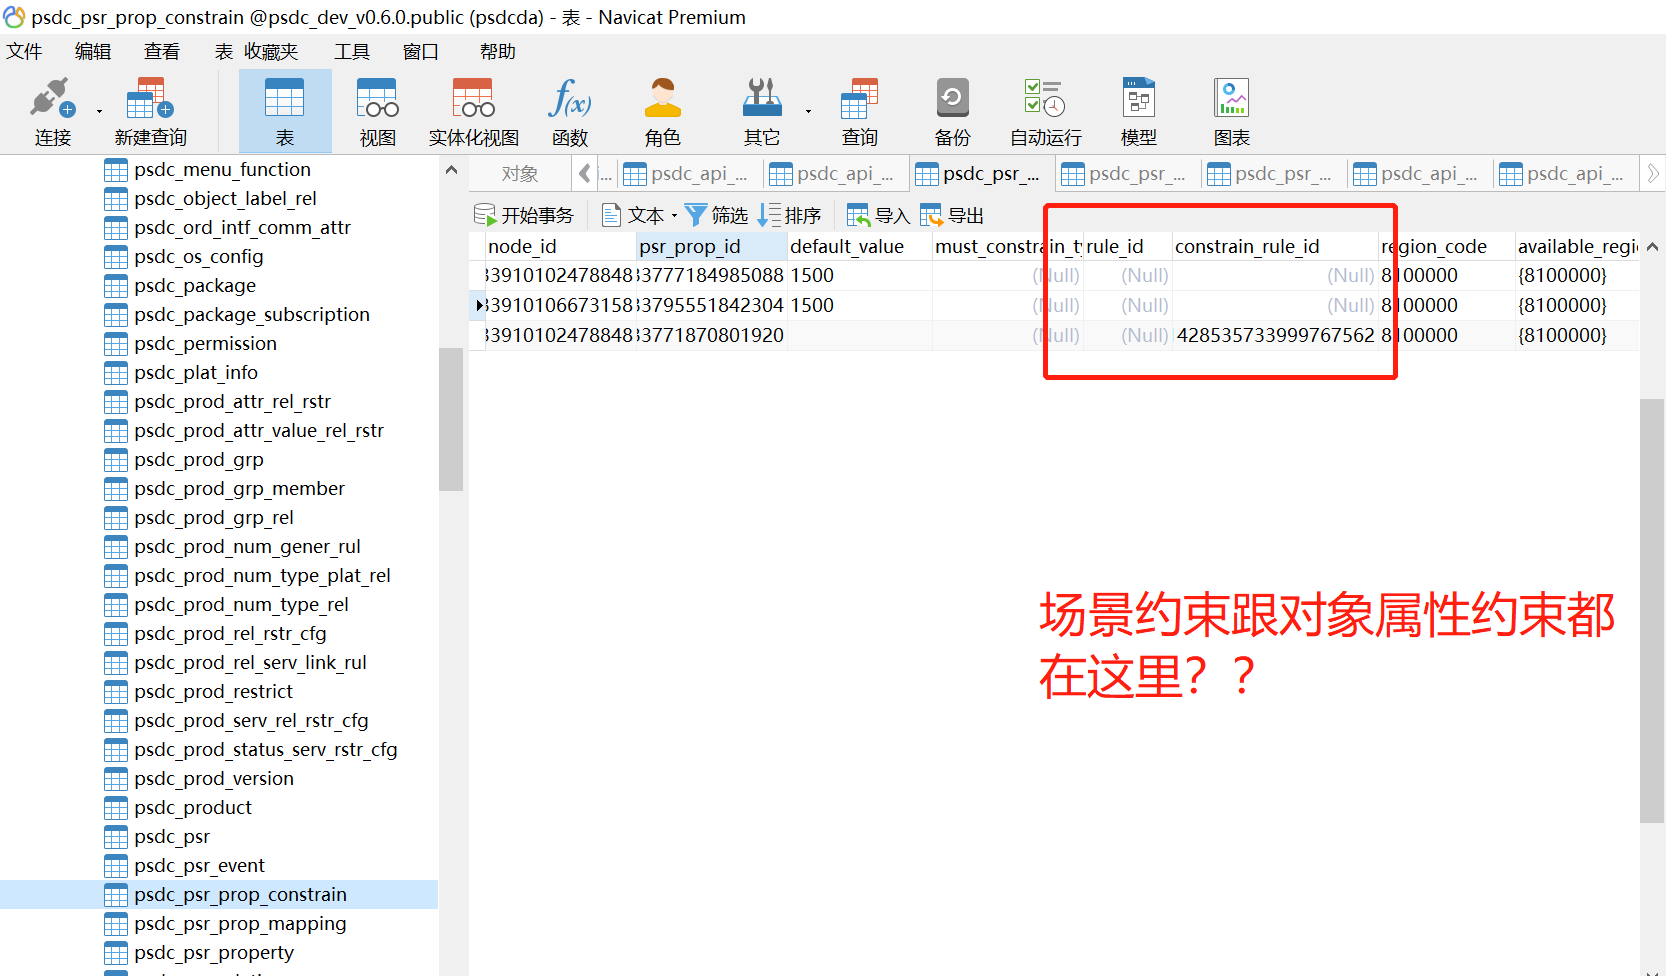 psdc_psr_prop_constrain @psdc_dev_v0.6.0.public (psdcda) - 表 - Navicat Premium
文件 编辑 查看 表 收藏夹 工具 窗口 帮助
连接 新建查询 表 视图 实体化视图 函数 角色 其它 查询 备份 自动运行 模型 图表
对象 i... psdc_api_... psdc_api_... psdc_psr_... psdc_psr_... psdc_psr_... psdc_api_... psdc_api_...
开始事务 文本 筛选 排序 导入 导出
node_id psr_prop_id default_value must_constrain_ty rule_id constrain_rule_id region_code available_regi
33910102478848 33777184985088 1500 (Null) (Null) (Null) 8100000 {8100000}
33910106673158 33795551842304 1500 (Null) (Null) (Null) 8100000 {8100000}
33910102478848 33771870801920 (Null) (Null) 428535733999767562 8100000 {8100000}
场景约束跟对象属性约束都
在这里？？
psdc_menu_function
psdc_object_label_rel
psdc_ord_intf_comm_attr
psdc_os_config
psdc_package
psdc_package_subscription
psdc_permission
psdc_plat_info
psdc_prod_attr_rel_rstr
psdc_prod_attr_value_rel_rstr
psdc_prod_grp
psdc_prod_grp_member
psdc_prod_grp_rel
psdc_prod_num_gener_rul
psdc_prod_num_type_plat_rel
psdc_prod_num_type_rel
psdc_prod_rel_rstr_cfg
psdc_prod_rel_serv_link_rul
psdc_prod_restrict
psdc_prod_serv_rel_rstr_cfg
psdc_prod_status_serv_rstr_cfg
psdc_prod_version
psdc_product
psdc_psr
psdc_psr_event
psdc_psr_prop_constrain
psdc_psr_prop_mapping
psdc_psr_property